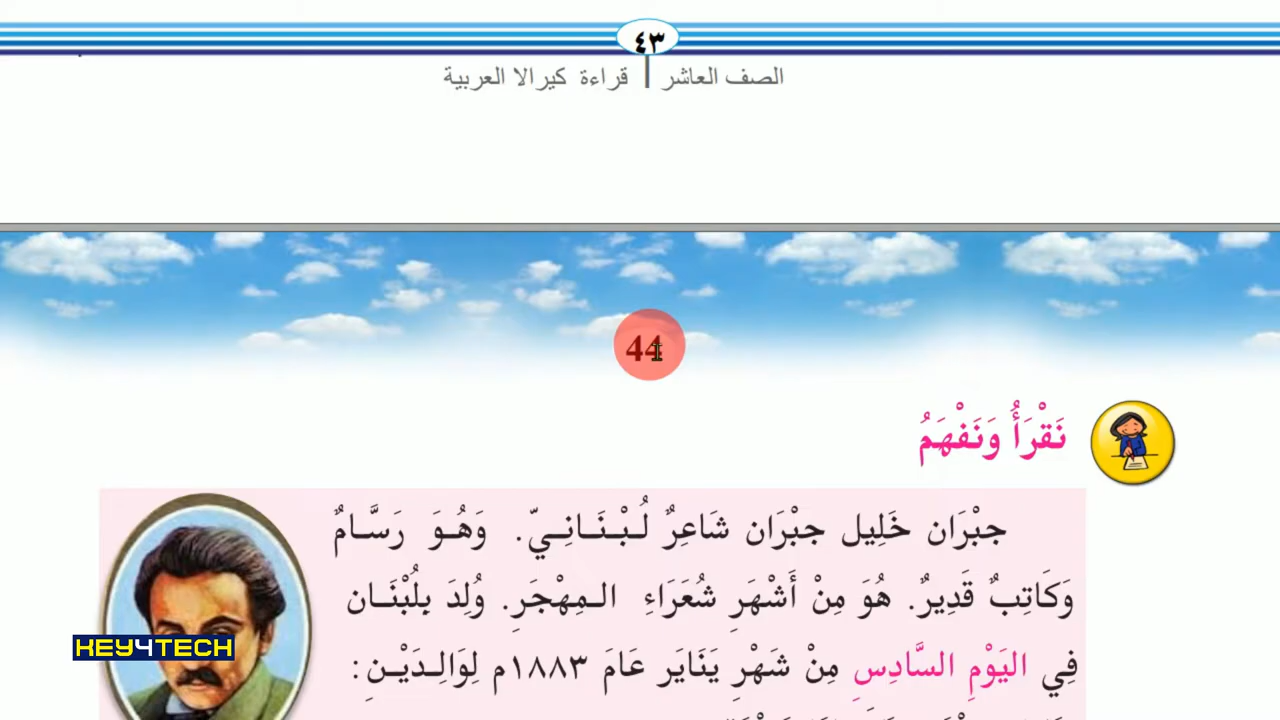 ٤٣
الصف العاشر | قراءة كيرالا العربية
44
نَقْرَأُ وَنَفْهَمُ
جبْرَان خَلِيل جبْرَان شَاعِرٌ لُبْنَانِيّ. وَهُوَ رَسَّامٌ
وَكَاتِبٌ قَدِيرٌ. هُوَ مِنْ أَشْهَرِ شُعَرَاءِ المِهْجَرِ. وُلِدَ بِلُبْنَان
فِي اليَوْمِ السَّادِسِ مِنْ شَهْرِ يَنَايَر عَامَ ١٨٨٣م لِوَالِدَيْنِ:
KEY4TECH